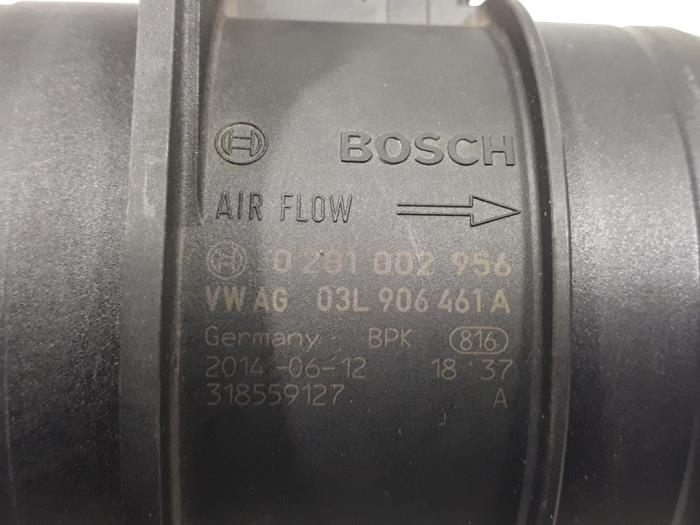 BOSCH
AIR FLOW
0 281 002 956
VW AG 03L 906 461 A
Germany BPK 816
2014-06-12 18:37
318559127 A